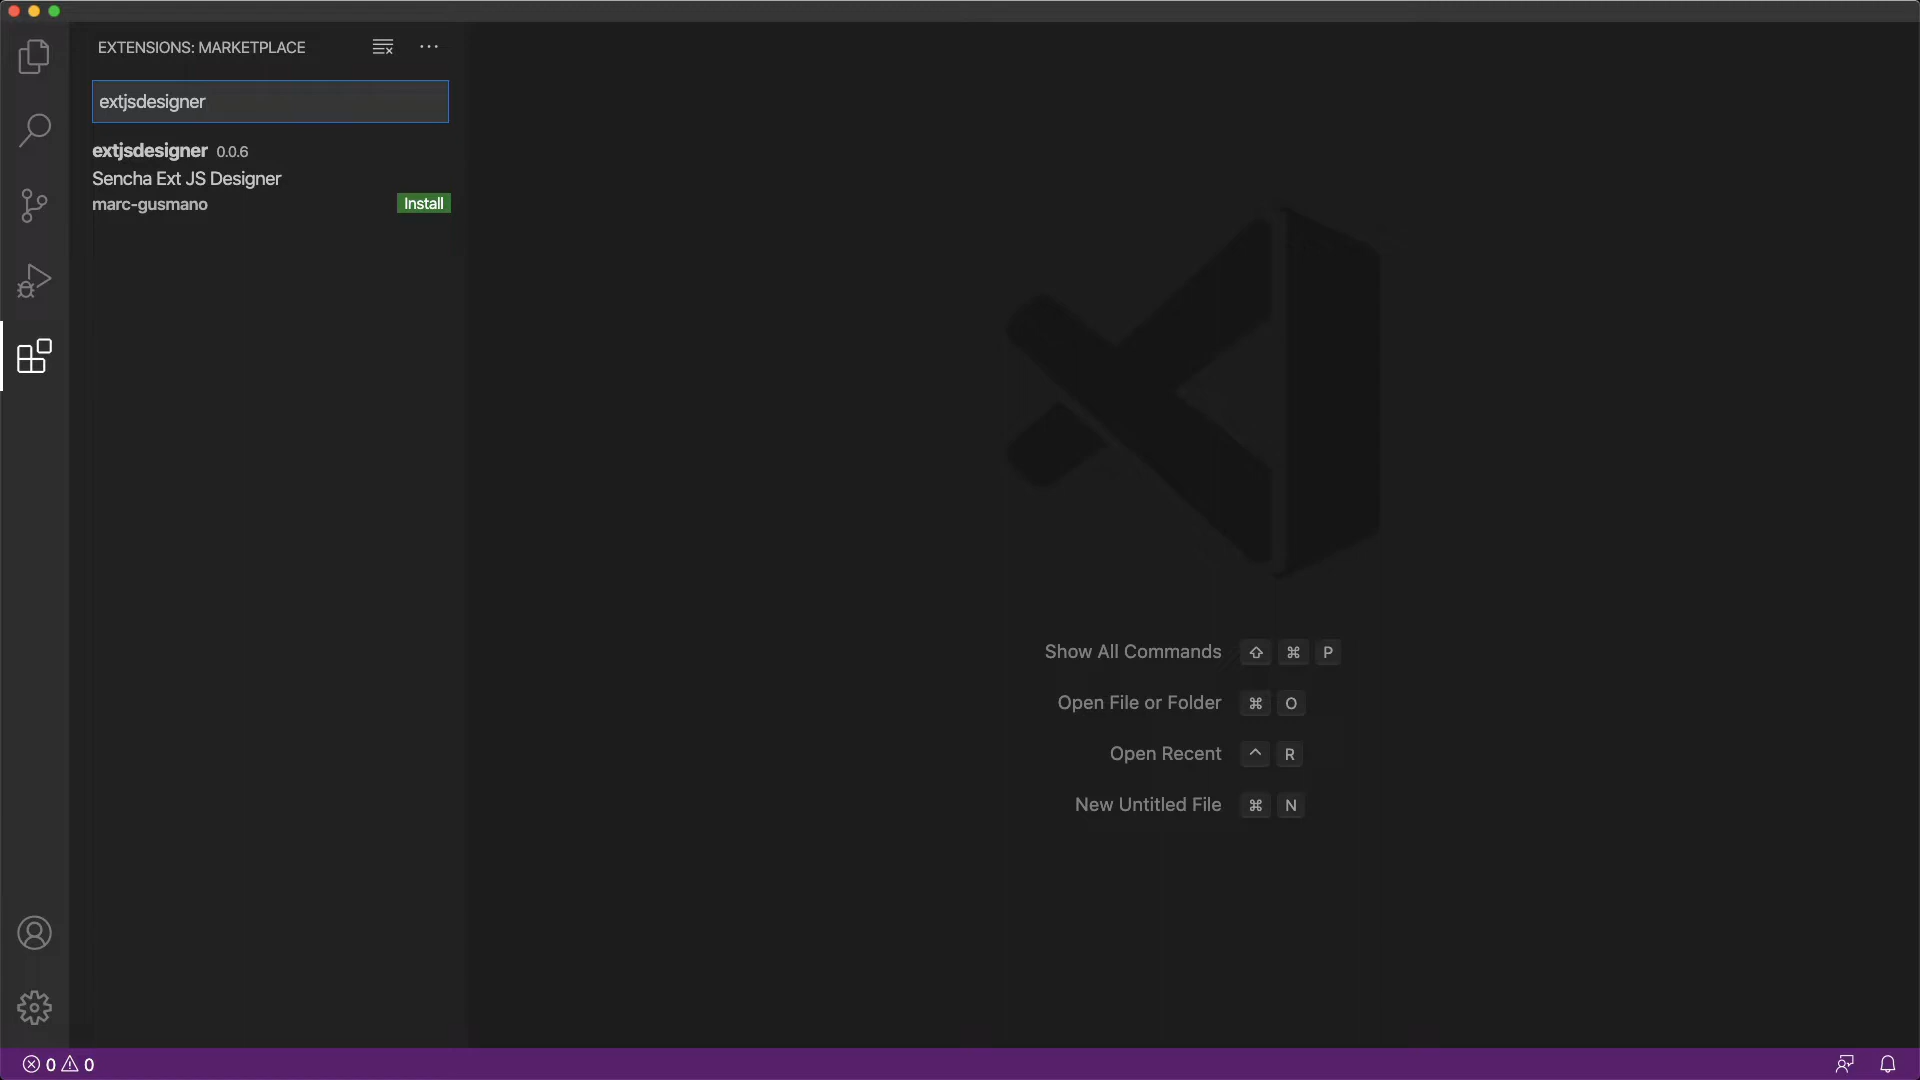 EXTENSIONS: MARKETPLACE
extjsdesigner
extjsdesigner 0.0.6
Sencha Ext JS Designer
marc-gusmano Install
Show All Commands ⇧ ⌘ P
Open File or Folder ⌘ O
Open Recent ^ R
New Untitled File ⌘ N
0 0